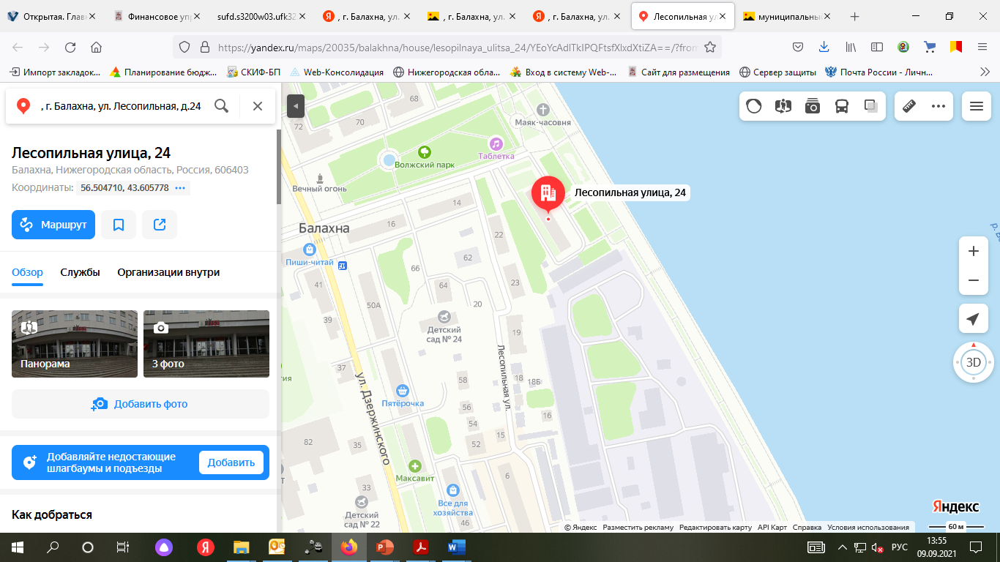 Открытая. Глав
Финансовое упр
sufd.s3200w03.ufk32
, г. Балахна, ул.
, г. Балахна, ул.
, г. Балахна, ул.
Лесопильная ул
муниципальный
https://yandex.ru/maps/20035/balakhna/house/lesopilnaya_ulitsa_24/YEoYcAdlTkIPQFtsfXlxdXtiZA==/?from
Импорт закладок...
Планирование бюдж...
СКИФ-БП
Web-Консолидация
Нижегородская обла...
Вход в систему Web-...
Сайт для размещения
Сервер защиты
Почта России - Личн...
, г. Балахна, ул. Лесопильная, д.24
Лесопильная улица, 24
Балахна, Нижегородская область, Россия, 606403
Координаты: 56.504710, 43.605778
Маршрут
Обзор
Службы
Организации внутри
Панорама
3 фото
Добавить фото
Добавляйте недостающие
шлагбаумы и подъезды
Добавить
Как добраться
68
70
72
Маяк-часовня
Таблетка
Волжский парк
Вечный огонь
Лесопильная улица, 24
14
16
Балахна
22
Пиши-читай
62
66
41
64
23
50А
20
39
Детский
сад № 24
19
Лесопильная ул.
37
18
18Б
58
ул. Дзержинского
Пятёрочка
56
54
16
15
52
82
35
Максавит
6
33
Все для
хозяйства
Детский
сад № 22
46
3D
Яндекс
© Яндекс
Разместить рекламу
Редактировать карту
API Карт
Справка
Условия использования
60 м
РУС
13:55
09.09.2021